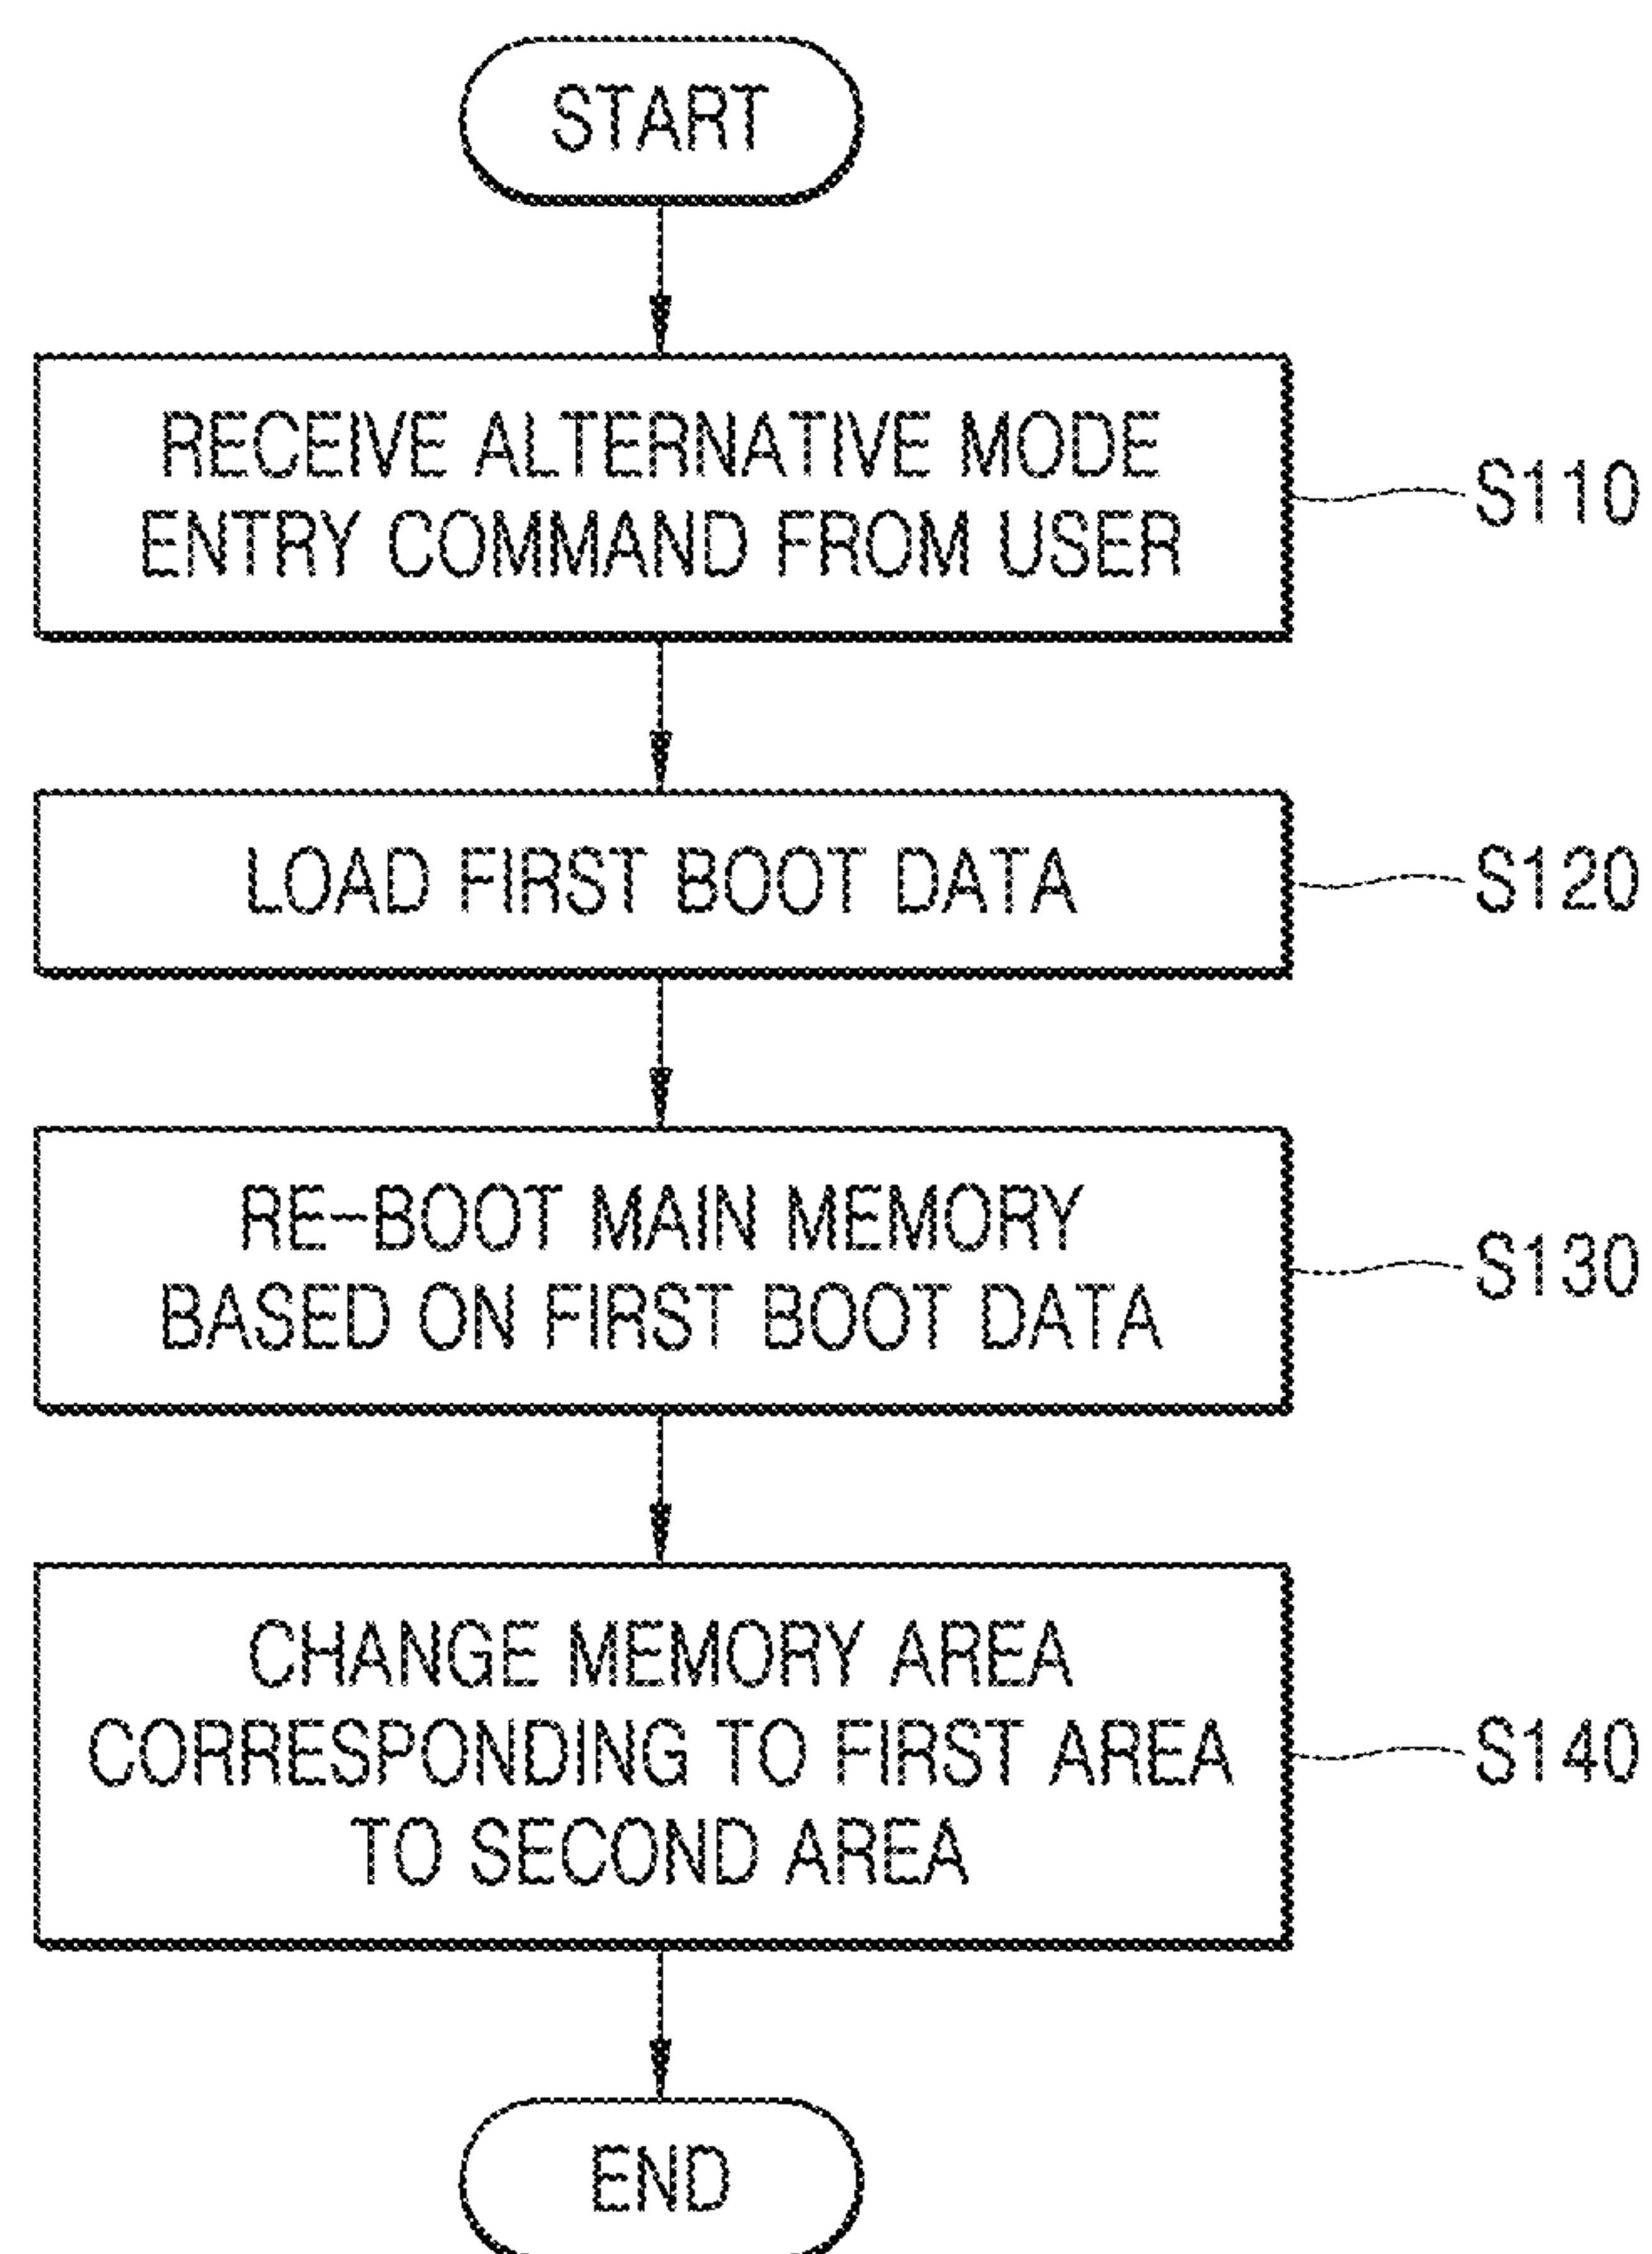 START
RECEIVE ALTERNATIVE MODE
ENTRY COMMAND FROM USER
S110
LOAD FIRST BOOT DATA
S120
RE-BOOT MAIN MEMORY
BASED ON FIRST BOOT DATA
S130
CHANGE MEMORY AREA
CORRESPONDING TO FIRST AREA
TO SECOND AREA
S140
END